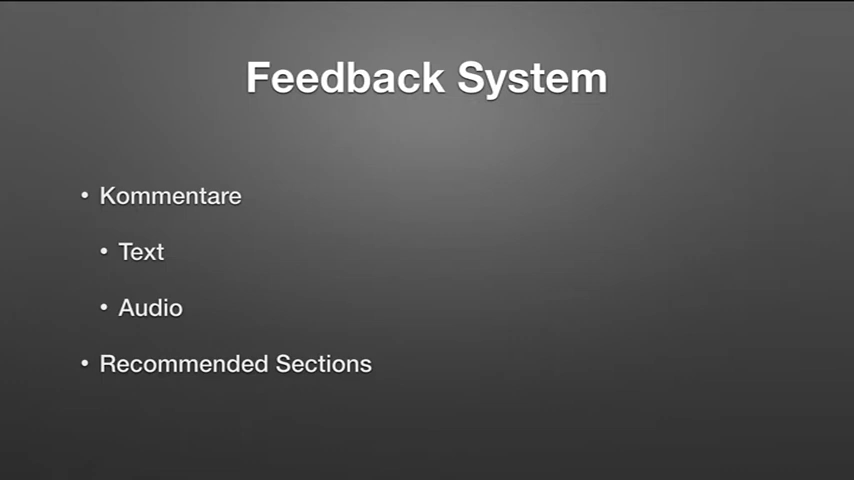 Feedback System
• Kommentare
• Text
• Audio
• Recommended Sections